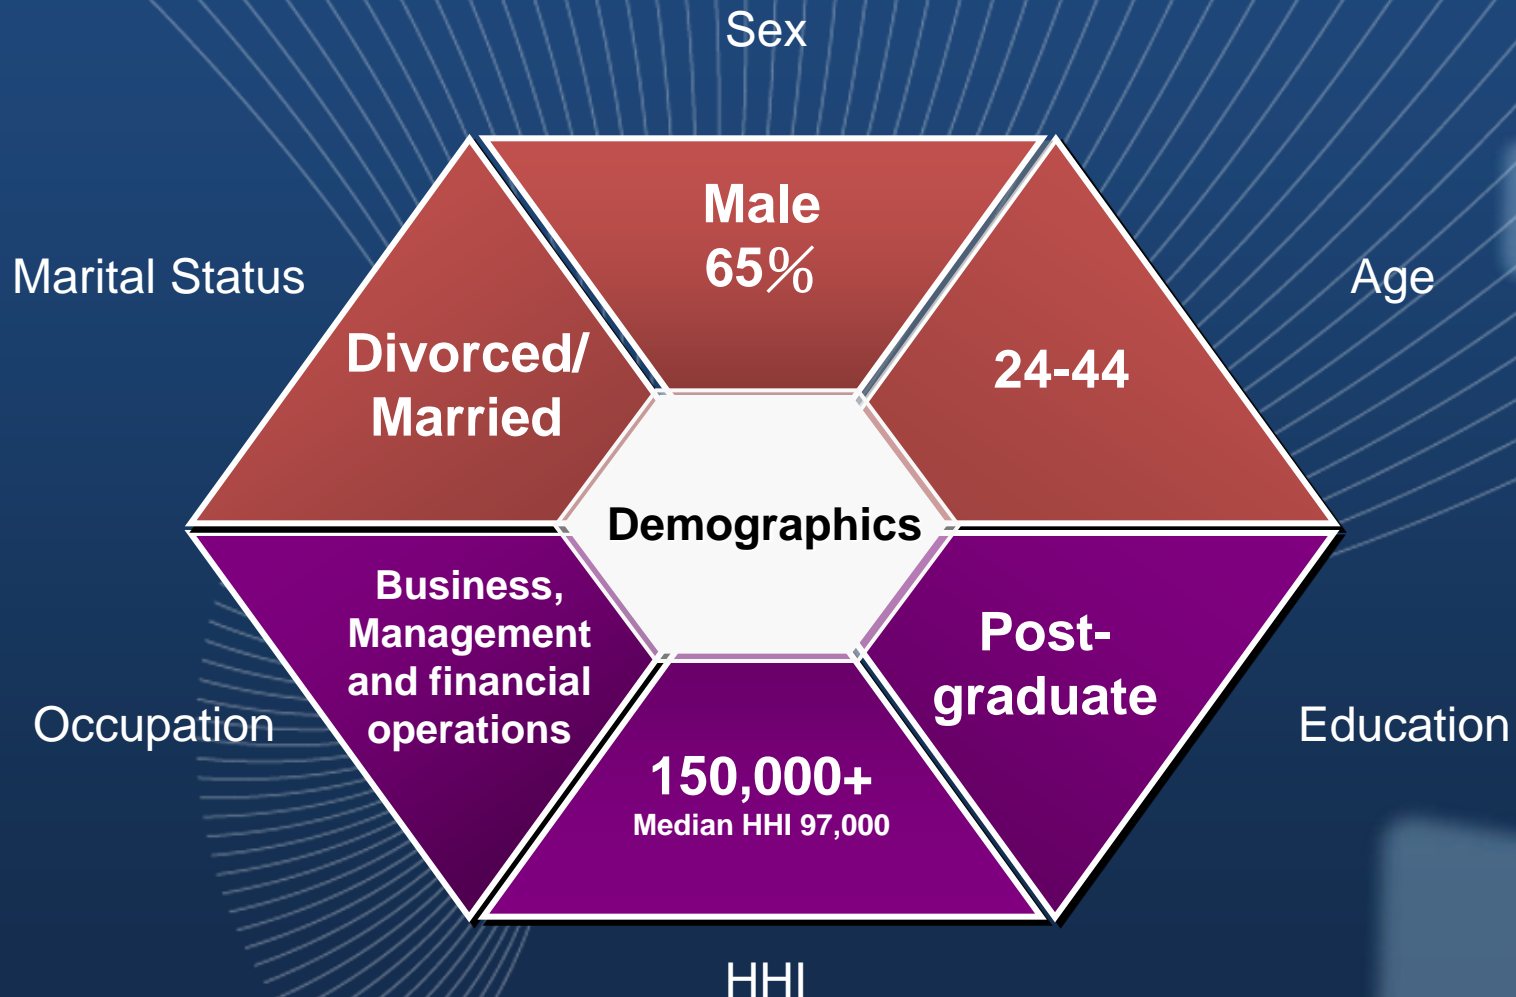 Sex
Male
65%
Marital Status
Age
Divorced/
Married
24-44
Demographics
Business,
Management
and financial
operations
Post-
graduate
Occupation
Education
150,000+
Median HHI 97,000
HHI